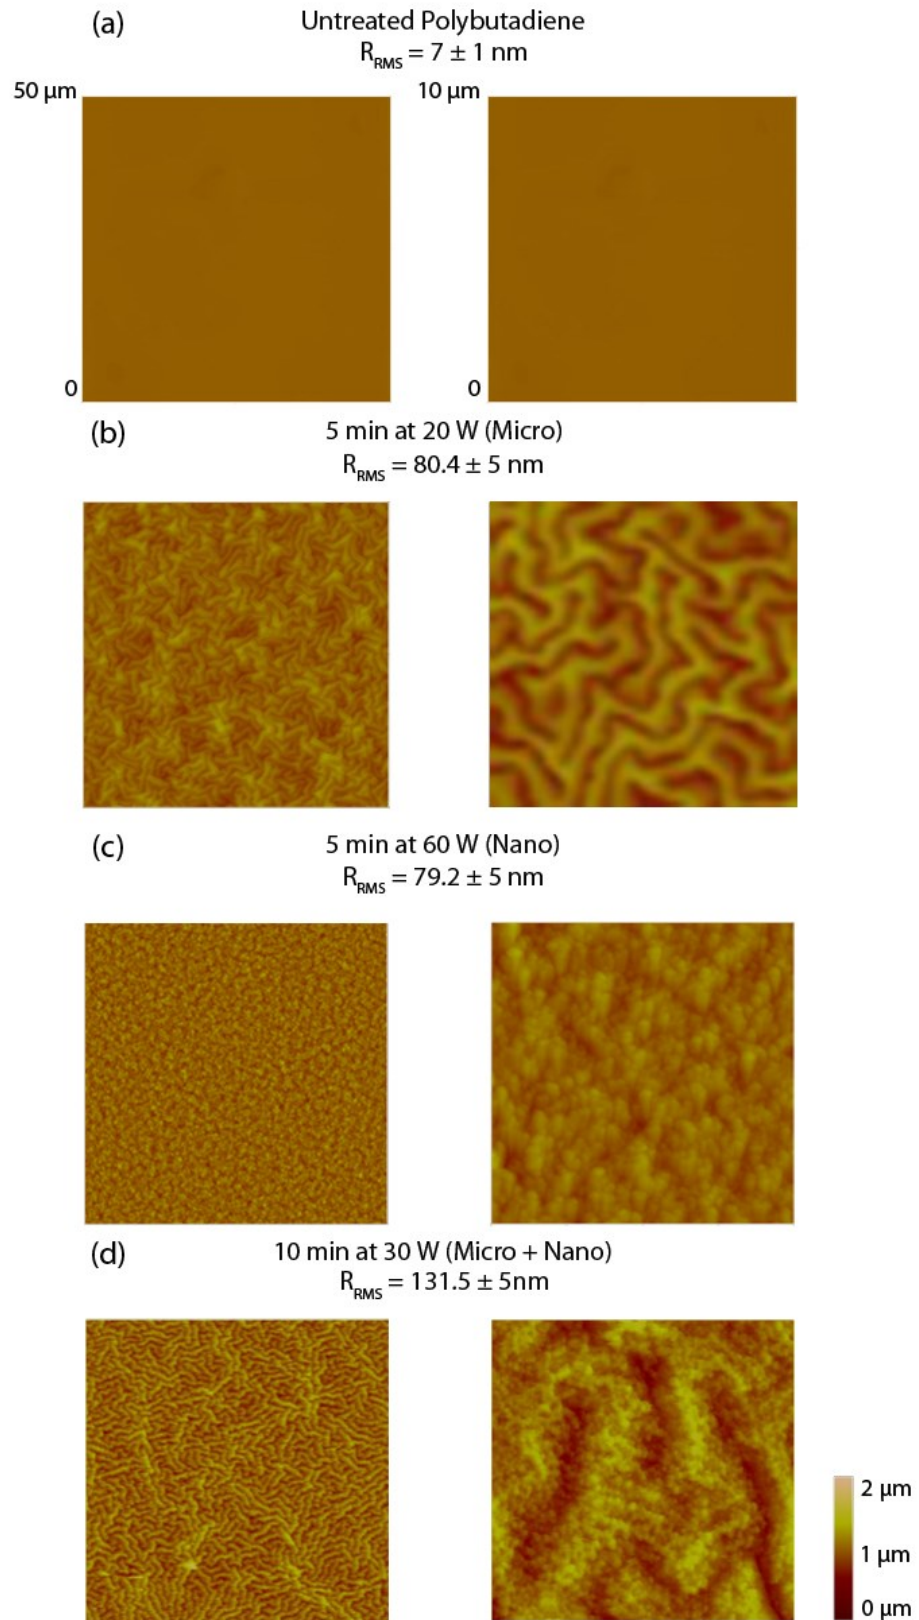 (a)
Untreated Polybutadiene
R_RMS = 7 ± 1 nm
50 µm
10 µm
0
0
(b)
5 min at 20 W (Micro)
R_RMS = 80.4 ± 5 nm
(c)
5 min at 60 W (Nano)
R_RMS = 79.2 ± 5 nm
(d)
10 min at 30 W (Micro + Nano)
R_RMS = 131.5 ± 5nm
2 µm
1 µm
0 µm